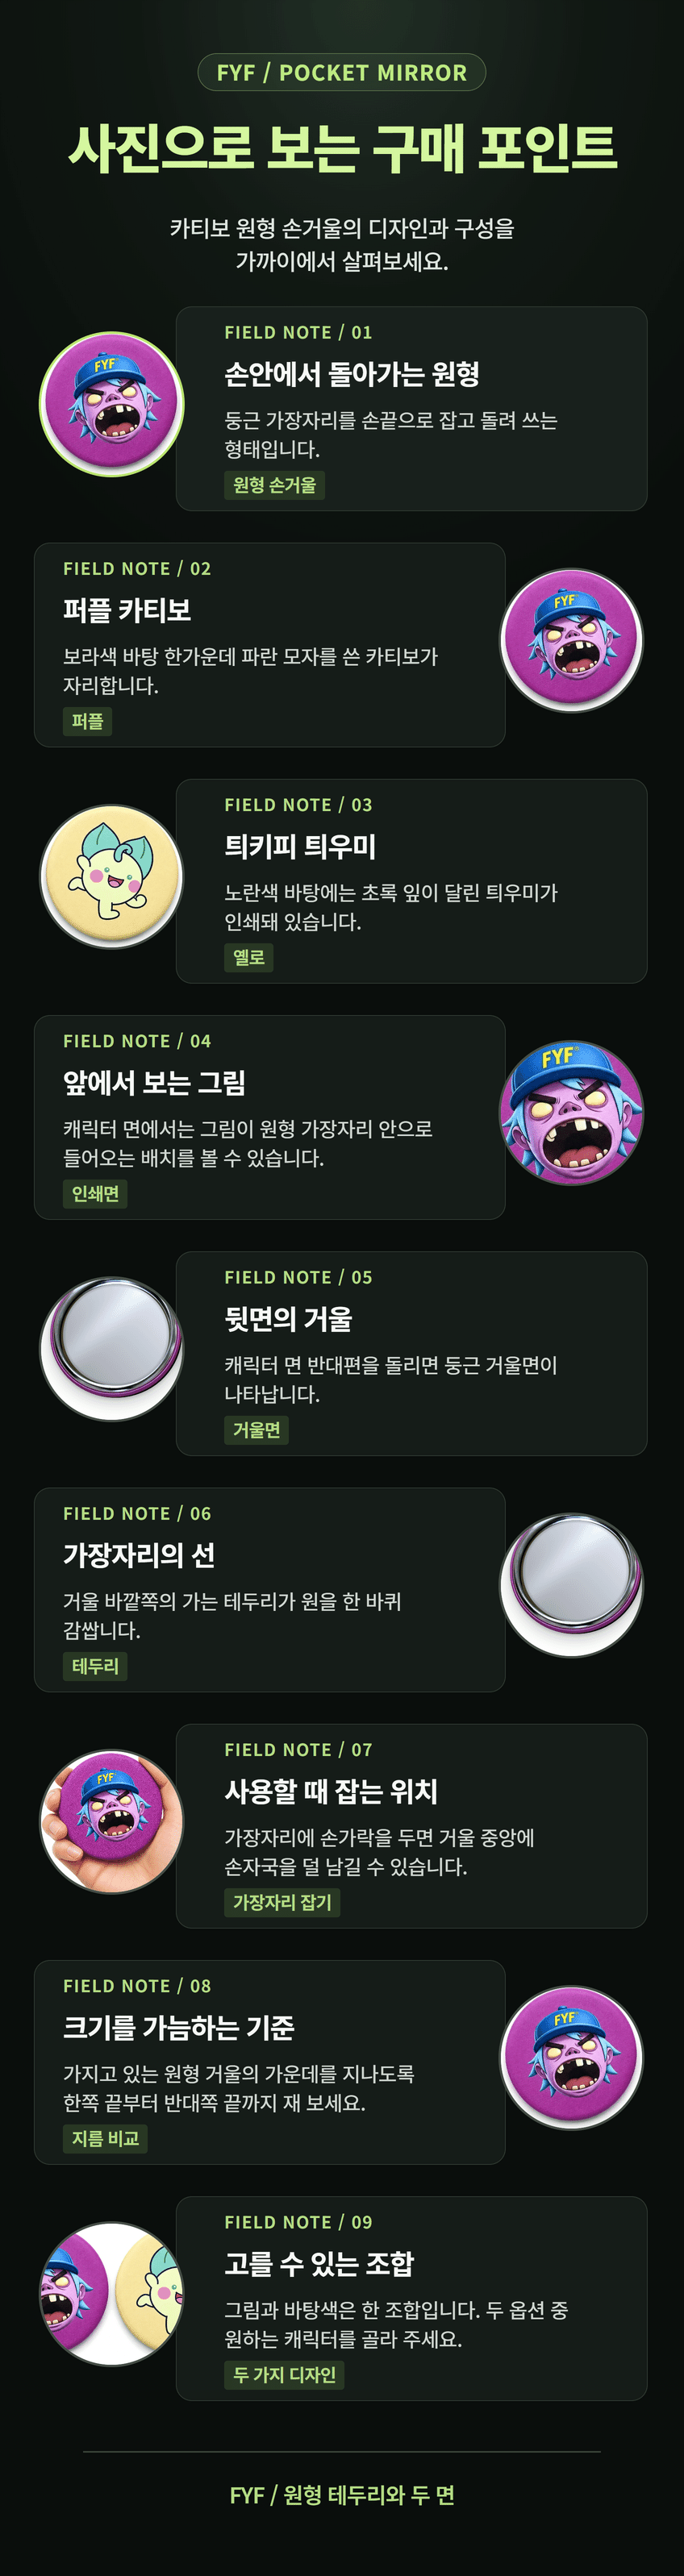 FYF / POCKET MIRROR
사진으로 보는 구매 포인트
카티보 원형 손거울의 디자인과 구성을
가까이에서 살펴보세요.
FYF
FIELD NOTE / 01
손안에서 돌아가는 원형
둥근 가장자리를 손끝으로 잡고 돌려 쓰는
형태입니다.
원형 손거울
FIELD NOTE / 02
퍼플 카티보
보라색 바탕 한가운데 파란 모자를 쓴 카티보가
자리합니다.
퍼플
FYF
FIELD NOTE / 03
틔키피 틔우미
노란색 바탕에는 초록 잎이 달린 틔우미가
인쇄돼 있습니다.
옐로
FIELD NOTE / 04
앞에서 보는 그림
캐릭터 면에서는 그림이 원형 가장자리 안으로
들어오는 배치를 볼 수 있습니다.
인쇄면
FYF
FIELD NOTE / 05
뒷면의 거울
캐릭터 면 반대편을 돌리면 둥근 거울면이
나타납니다.
거울면
FIELD NOTE / 06
가장자리의 선
거울 바깥쪽의 가는 테두리가 원을 한 바퀴
감쌉니다.
테두리
FYF
FIELD NOTE / 07
사용할 때 잡는 위치
가장자리에 손가락을 두면 거울 중앙에
손자국을 덜 남길 수 있습니다.
가장자리 잡기
FIELD NOTE / 08
크기를 가늠하는 기준
가지고 있는 원형 거울의 가운데를 지나도록
한쪽 끝부터 반대쪽 끝까지 재 보세요.
지름 비교
FYF
FIELD NOTE / 09
고를 수 있는 조합
그림과 바탕색은 한 조합입니다. 두 옵션 중
원하는 캐릭터를 골라 주세요.
두 가지 디자인
FYF / 원형 테두리와 두 면